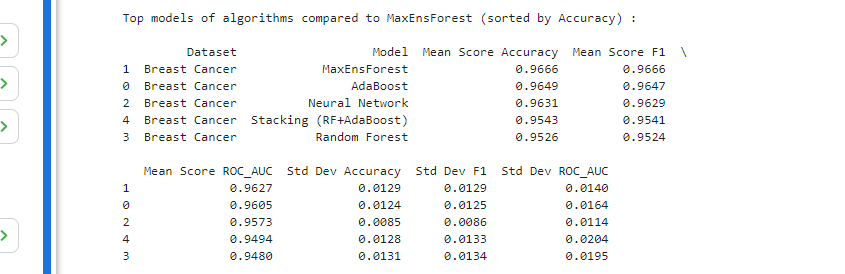 Top models of algorithms compared to MaxEnsForest (sorted by Accuracy) :
Dataset Model Mean Score Accuracy Mean Score F1 \
1 Breast Cancer MaxEnsForest 0.9666 0.9666
0 Breast Cancer AdaBoost 0.9649 0.9647
2 Breast Cancer Neural Network 0.9631 0.9629
4 Breast Cancer Stacking (RF+AdaBoost) 0.9543 0.9541
3 Breast Cancer Random Forest 0.9526 0.9524
Mean Score ROC_AUC Std Dev Accuracy Std Dev F1 Std Dev ROC_AUC
1 0.9627 0.0129 0.0129 0.0140
0 0.9605 0.0124 0.0125 0.0164
2 0.9573 0.0085 0.0086 0.0114
4 0.9494 0.0128 0.0133 0.0204
3 0.9480 0.0131 0.0134 0.0195